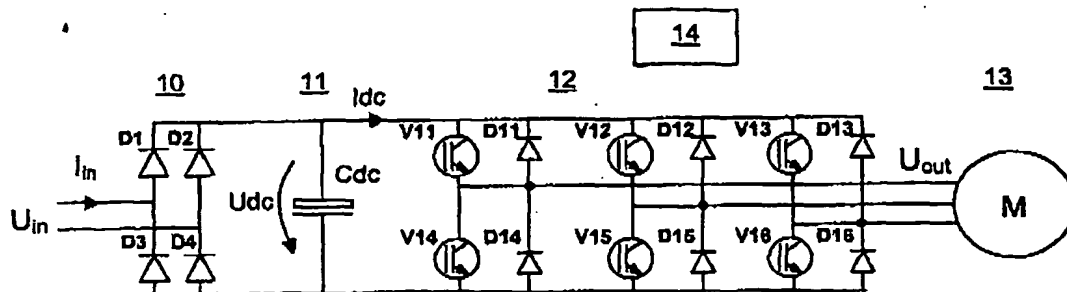 14
10 11 12 13
Idc
D1 D2 V11 D11 V12 D12 V13 D13
Iin Cdc Uout
Udc M
Uin
D3 D4 V14 D14 V15 D15 V16 D16